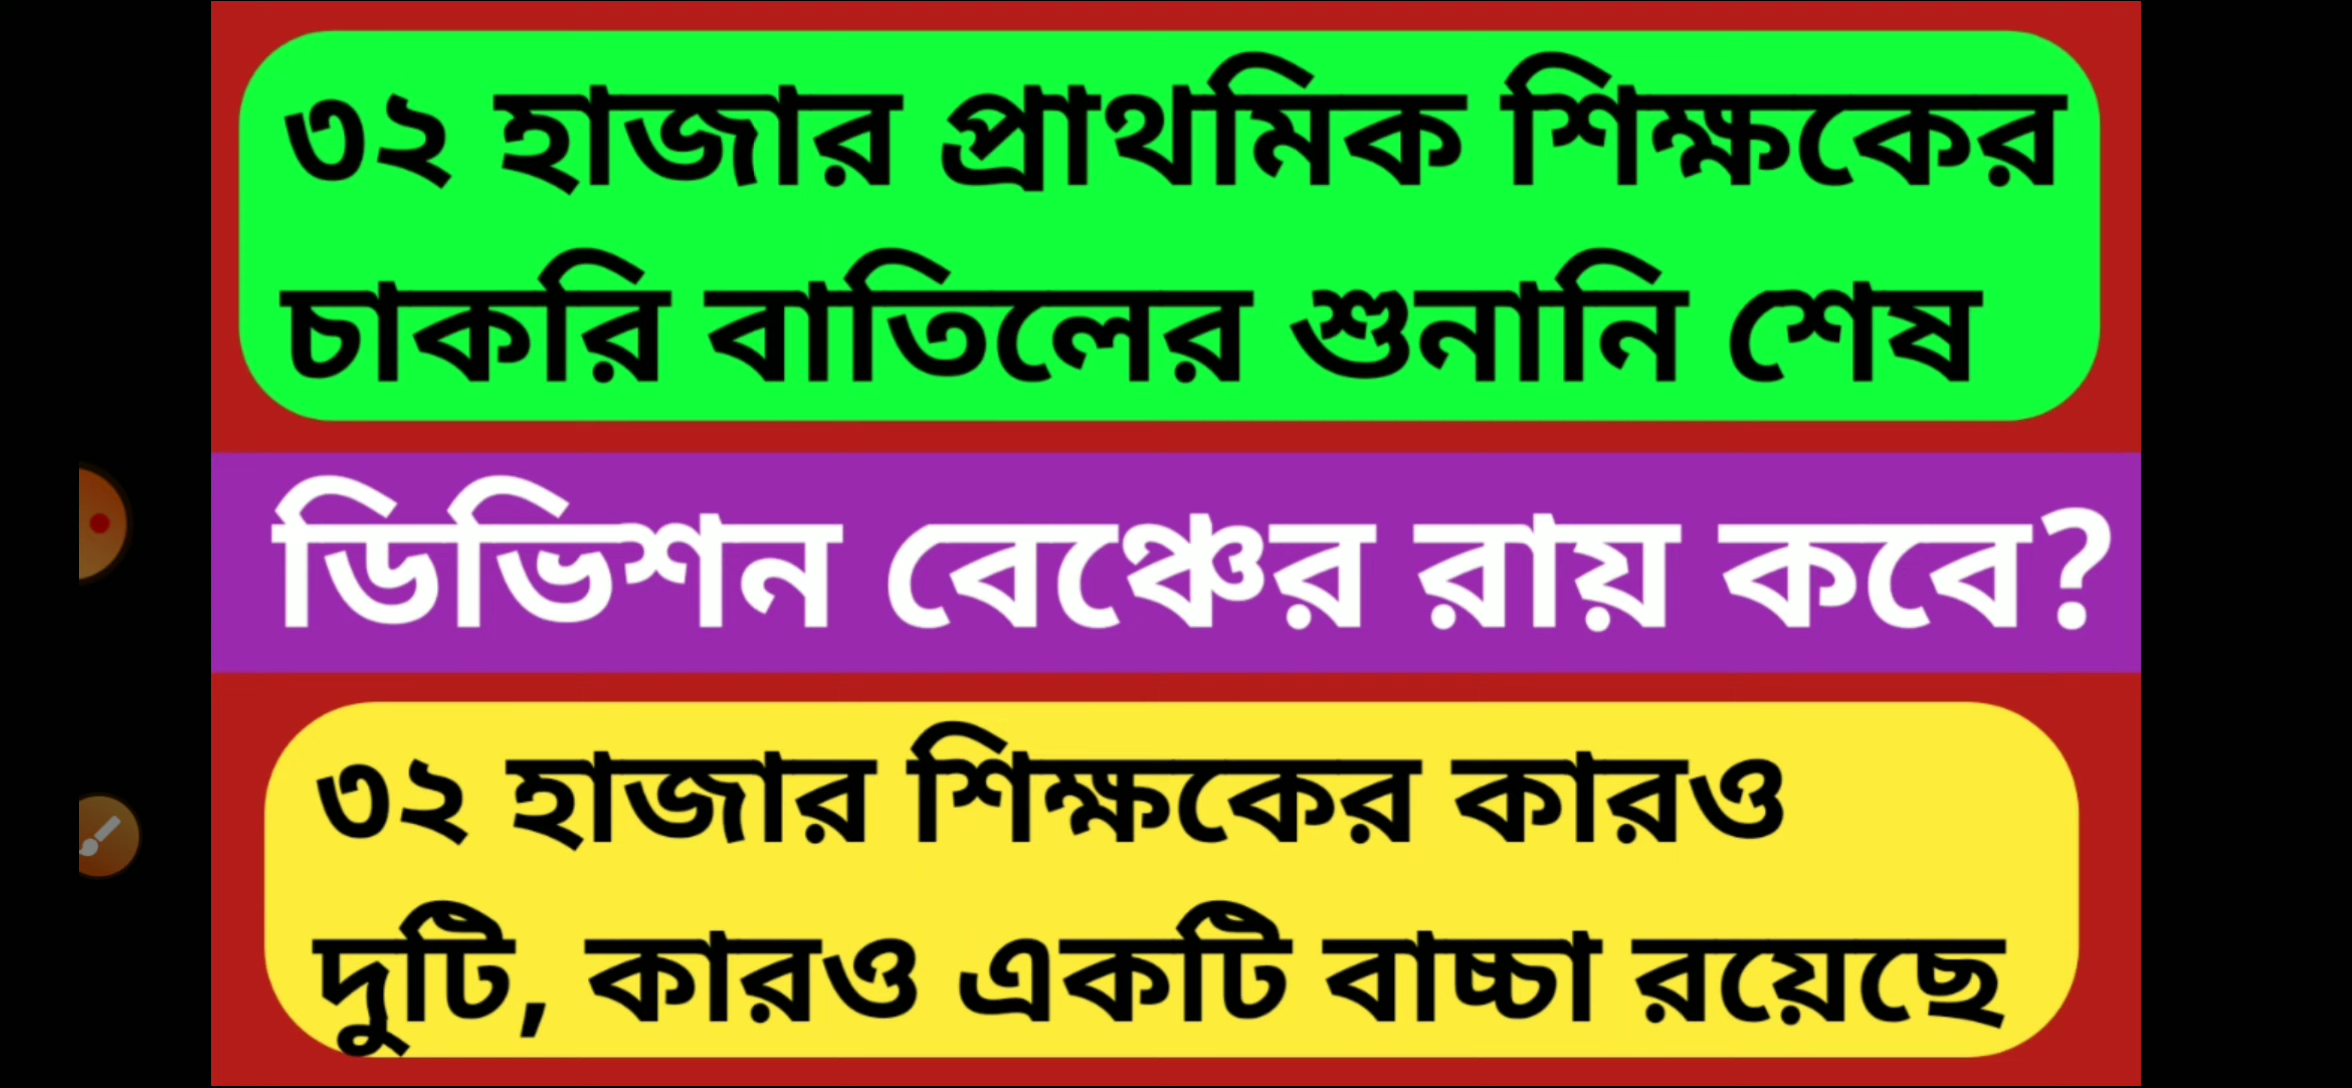 ৩২ হাজার প্রাথমিক শিক্ষকের
চাকরি বাতিলের শুনানি শেষ
ডিভিশন বেঞ্চের রায় কবে?
৩২ হাজার শিক্ষকের কারও
দুটি, কারও একটি বাচ্চা রয়েছে